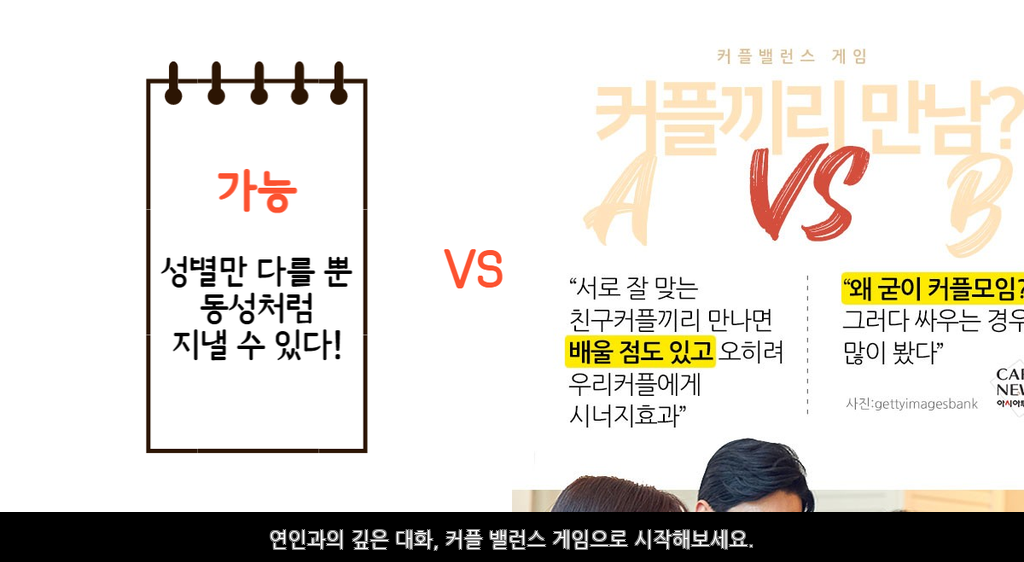 가능
성별만 다를 뿐
동성처럼
지낼 수 있다!
VS
커플밸런스 게임
커플끼리 만남?
A VS B
“서로 잘 맞는
친구커플끼리 만나면
배울 점도 있고 오히려
우리커플에게
시너지효과”
“왜 굳이 커플모임?
그러다 싸우는 경우
많이 봤다”
사진:gettyimagesbank
연인과의 깊은 대화, 커플 밸런스 게임으로 시작해보세요.